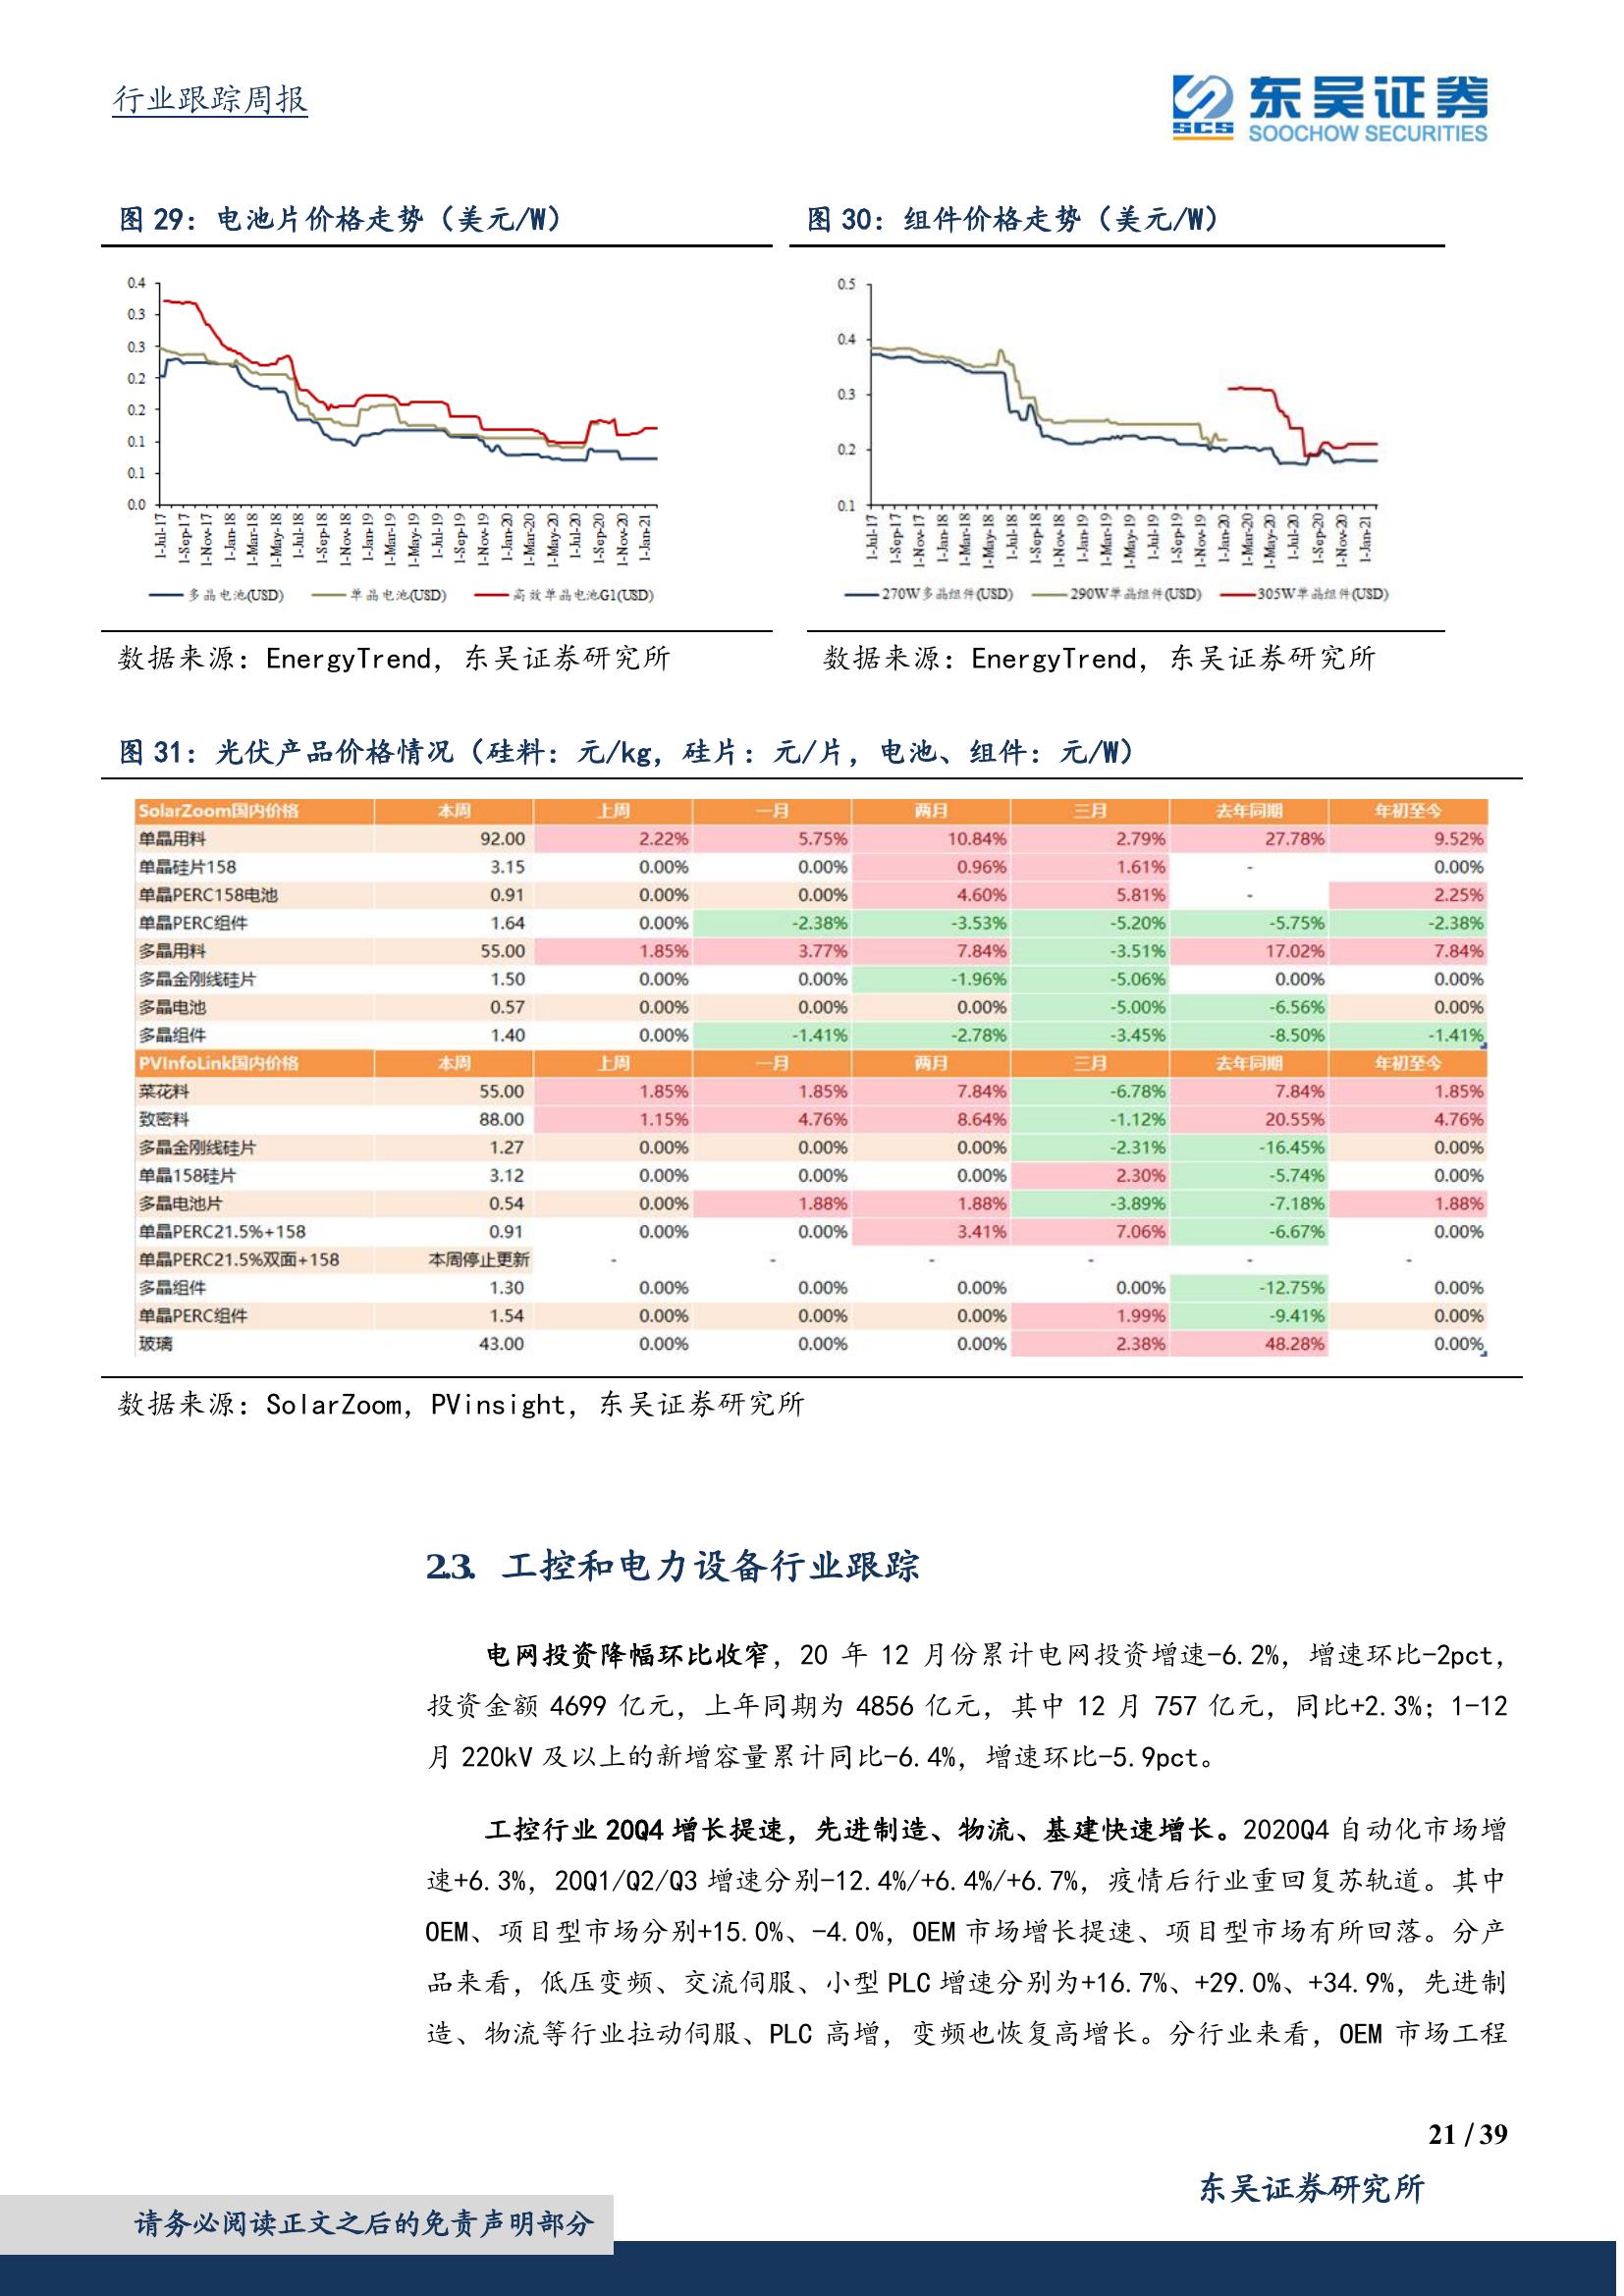 行业跟踪周报
SCS
东吴证券
SOOCHOW SECURITIES
图 29：电池片价格走势（美元/W）
0.4
0.3
0.3
0.2
0.2
0.1
0.1
0.0
1-Jul-17 1-Sep-17 1-Nov-17 1-Jan-18 1-Mar-18 1-May-18 1-Jul-18 1-Sep-18 1-Nov-18 1-Jan-19 1-Mar-19 1-May-19 1-Jul-19 1-Sep-19 1-Nov-19 1-Jan-20 1-Mar-20 1-May-20 1-Jul-20 1-Sep-20 1-Nov-20 1-Jan-21
多晶电池(USD) 单晶电池(USD) 高效单晶电池G1(USD)
数据来源：EnergyTrend，东吴证券研究所
图 30：组件价格走势（美元/W）
0.5
0.4
0.3
0.2
0.1
1-Jul-17 1-Sep-17 1-Nov-17 1-Jan-18 1-Mar-18 1-May-18 1-Jul-18 1-Sep-18 1-Nov-18 1-Jan-19 1-Mar-19 1-May-19 1-Jul-19 1-Sep-19 1-Nov-19 1-Jan-20 1-Mar-20 1-May-20 1-Jul-20 1-Sep-20 1-Nov-20 1-Jan-21
270W多晶组件(USD) 290W单晶组件(USD) 305W单晶组件(USD)
数据来源：EnergyTrend，东吴证券研究所
图 31：光伏产品价格情况（硅料：元/kg，硅片：元/片，电池、组件：元/W）
SolarZoom国内价格 本周 上周 一月 两月 三月 去年同期 年初至今
单晶用料 92.00 2.22% 5.75% 10.84% 2.79% 27.78% 9.52%
单晶硅片158 3.15 0.00% 0.00% 0.96% 1.61% - 0.00%
单晶PERC158电池 0.91 0.00% 0.00% 4.60% 5.81% - 2.25%
单晶PERC组件 1.64 0.00% -2.38% -3.53% -5.20% -5.75% -2.38%
多晶用料 55.00 1.85% 3.77% 7.84% -3.51% 17.02% 7.84%
多晶金刚线硅片 1.50 0.00% 0.00% -1.96% -5.06% 0.00% 0.00%
多晶电池 0.57 0.00% 0.00% 0.00% -5.00% -6.56% 0.00%
多晶组件 1.40 0.00% -1.41% -2.78% -3.45% -8.50% -1.41%
PVInfoLink国内价格 本周 上周 一月 两月 三月 去年同期 年初至今
菜花料 55.00 1.85% 1.85% 7.84% -6.78% 7.84% 1.85%
致密料 88.00 1.15% 4.76% 8.64% -1.12% 20.55% 4.76%
多晶金刚线硅片 1.27 0.00% 0.00% 0.00% -2.31% -16.45% 0.00%
单晶158硅片 3.12 0.00% 0.00% 0.00% 2.30% -5.74% 0.00%
多晶电池片 0.54 0.00% 1.88% 1.88% -3.89% -7.18% 1.88%
单晶PERC21.5%+158 0.91 0.00% 0.00% 3.41% 7.06% -6.67% 0.00%
单晶PERC21.5%双面+158 本周停止更新 - - - - - -
多晶组件 1.30 0.00% 0.00% 0.00% 0.00% -12.75% 0.00%
单晶PERC组件 1.54 0.00% 0.00% 0.00% 1.99% -9.41% 0.00%
玻璃 43.00 0.00% 0.00% 0.00% 2.38% 48.28% 0.00%
数据来源：SolarZoom，PVinsight，东吴证券研究所
2.3. 工控和电力设备行业跟踪
电网投资降幅环比收窄，20 年 12 月份累计电网投资增速-6.2%，增速环比-2pct，
投资金额 4699 亿元，上年同期为 4856 亿元，其中 12 月 757 亿元，同比+2.3%；1-12
月 220kV 及以上的新增容量累计同比-6.4%，增速环比-5.9pct。
工控行业 20Q4 增长提速，先进制造、物流、基建快速增长。2020Q4 自动化市场增
速+6.3%，20Q1/Q2/Q3 增速分别-12.4%/+6.4%/+6.7%，疫情后行业重回复苏轨道。其中
OEM、项目型市场分别+15.0%、-4.0%，OEM 市场增长提速、项目型市场有所回落。分产
品来看，低压变频、交流伺服、小型 PLC 增速分别为+16.7%、+29.0%、+34.9%，先进制
造、物流等行业拉动伺服、PLC 高增，变频也恢复高增长。分行业来看，OEM 市场工程
21 / 39
东吴证券研究所
请务必阅读正文之后的免责声明部分